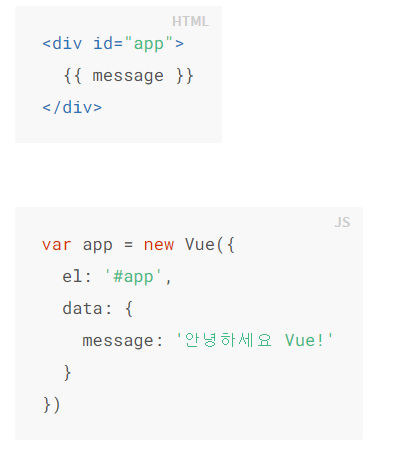 HTML
<div id="app">
  {{ message }}
</div>
JS
var app = new Vue({
  el: '#app',
  data: {
    message: '안녕하세요 Vue!'
  }
})